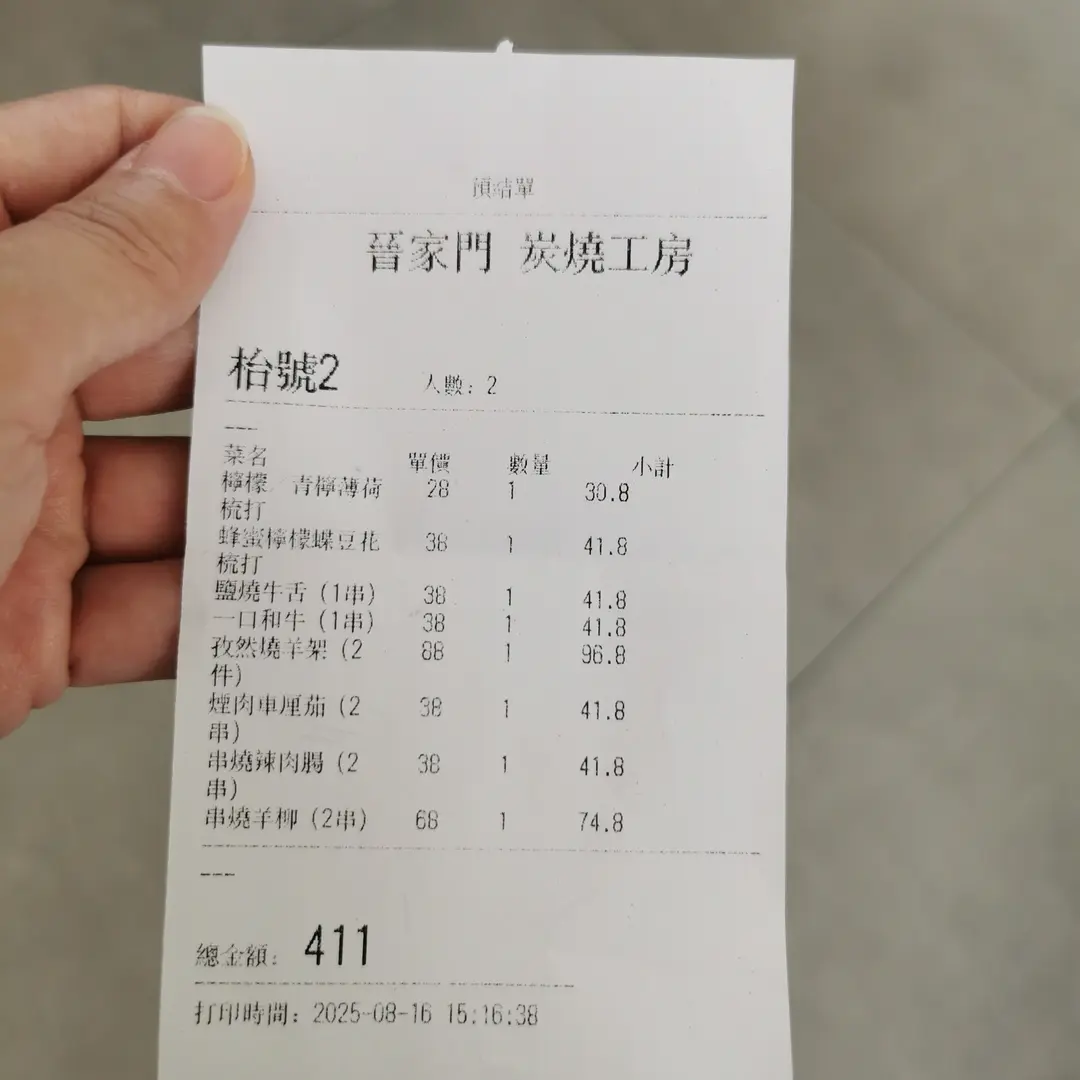 預結單
晉家門 炭燒工房
枱號2 人數: 2
---
菜名 單價 數量 小計
檸檬 青檸薄荷 28 1 30.8
梳打
蜂蜜檸檬蝶豆花 38 1 41.8
梳打
鹽燒牛舌 (1串) 38 1 41.8
一口和牛 (1串) 38 1 41.8
孜然燒羊架 (2 88 1 96.8
件)
煙肉車厘茄 (2 38 1 41.8
串)
串燒辣肉腸 (2 38 1 41.8
串)
串燒羊柳 (2串) 68 1 74.8
---
總金額: 411
打印時間: 2025-08-16 15:16:38